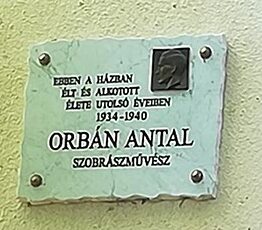 EBBEN A HÁZBAN
ÉLT ÉS ALKOTOTT
ÉLETE UTOLSÓ ÉVEIBEN
1934-1940
ORBÁN ANTAL
SZOBRÁSZMŰVÉSZ